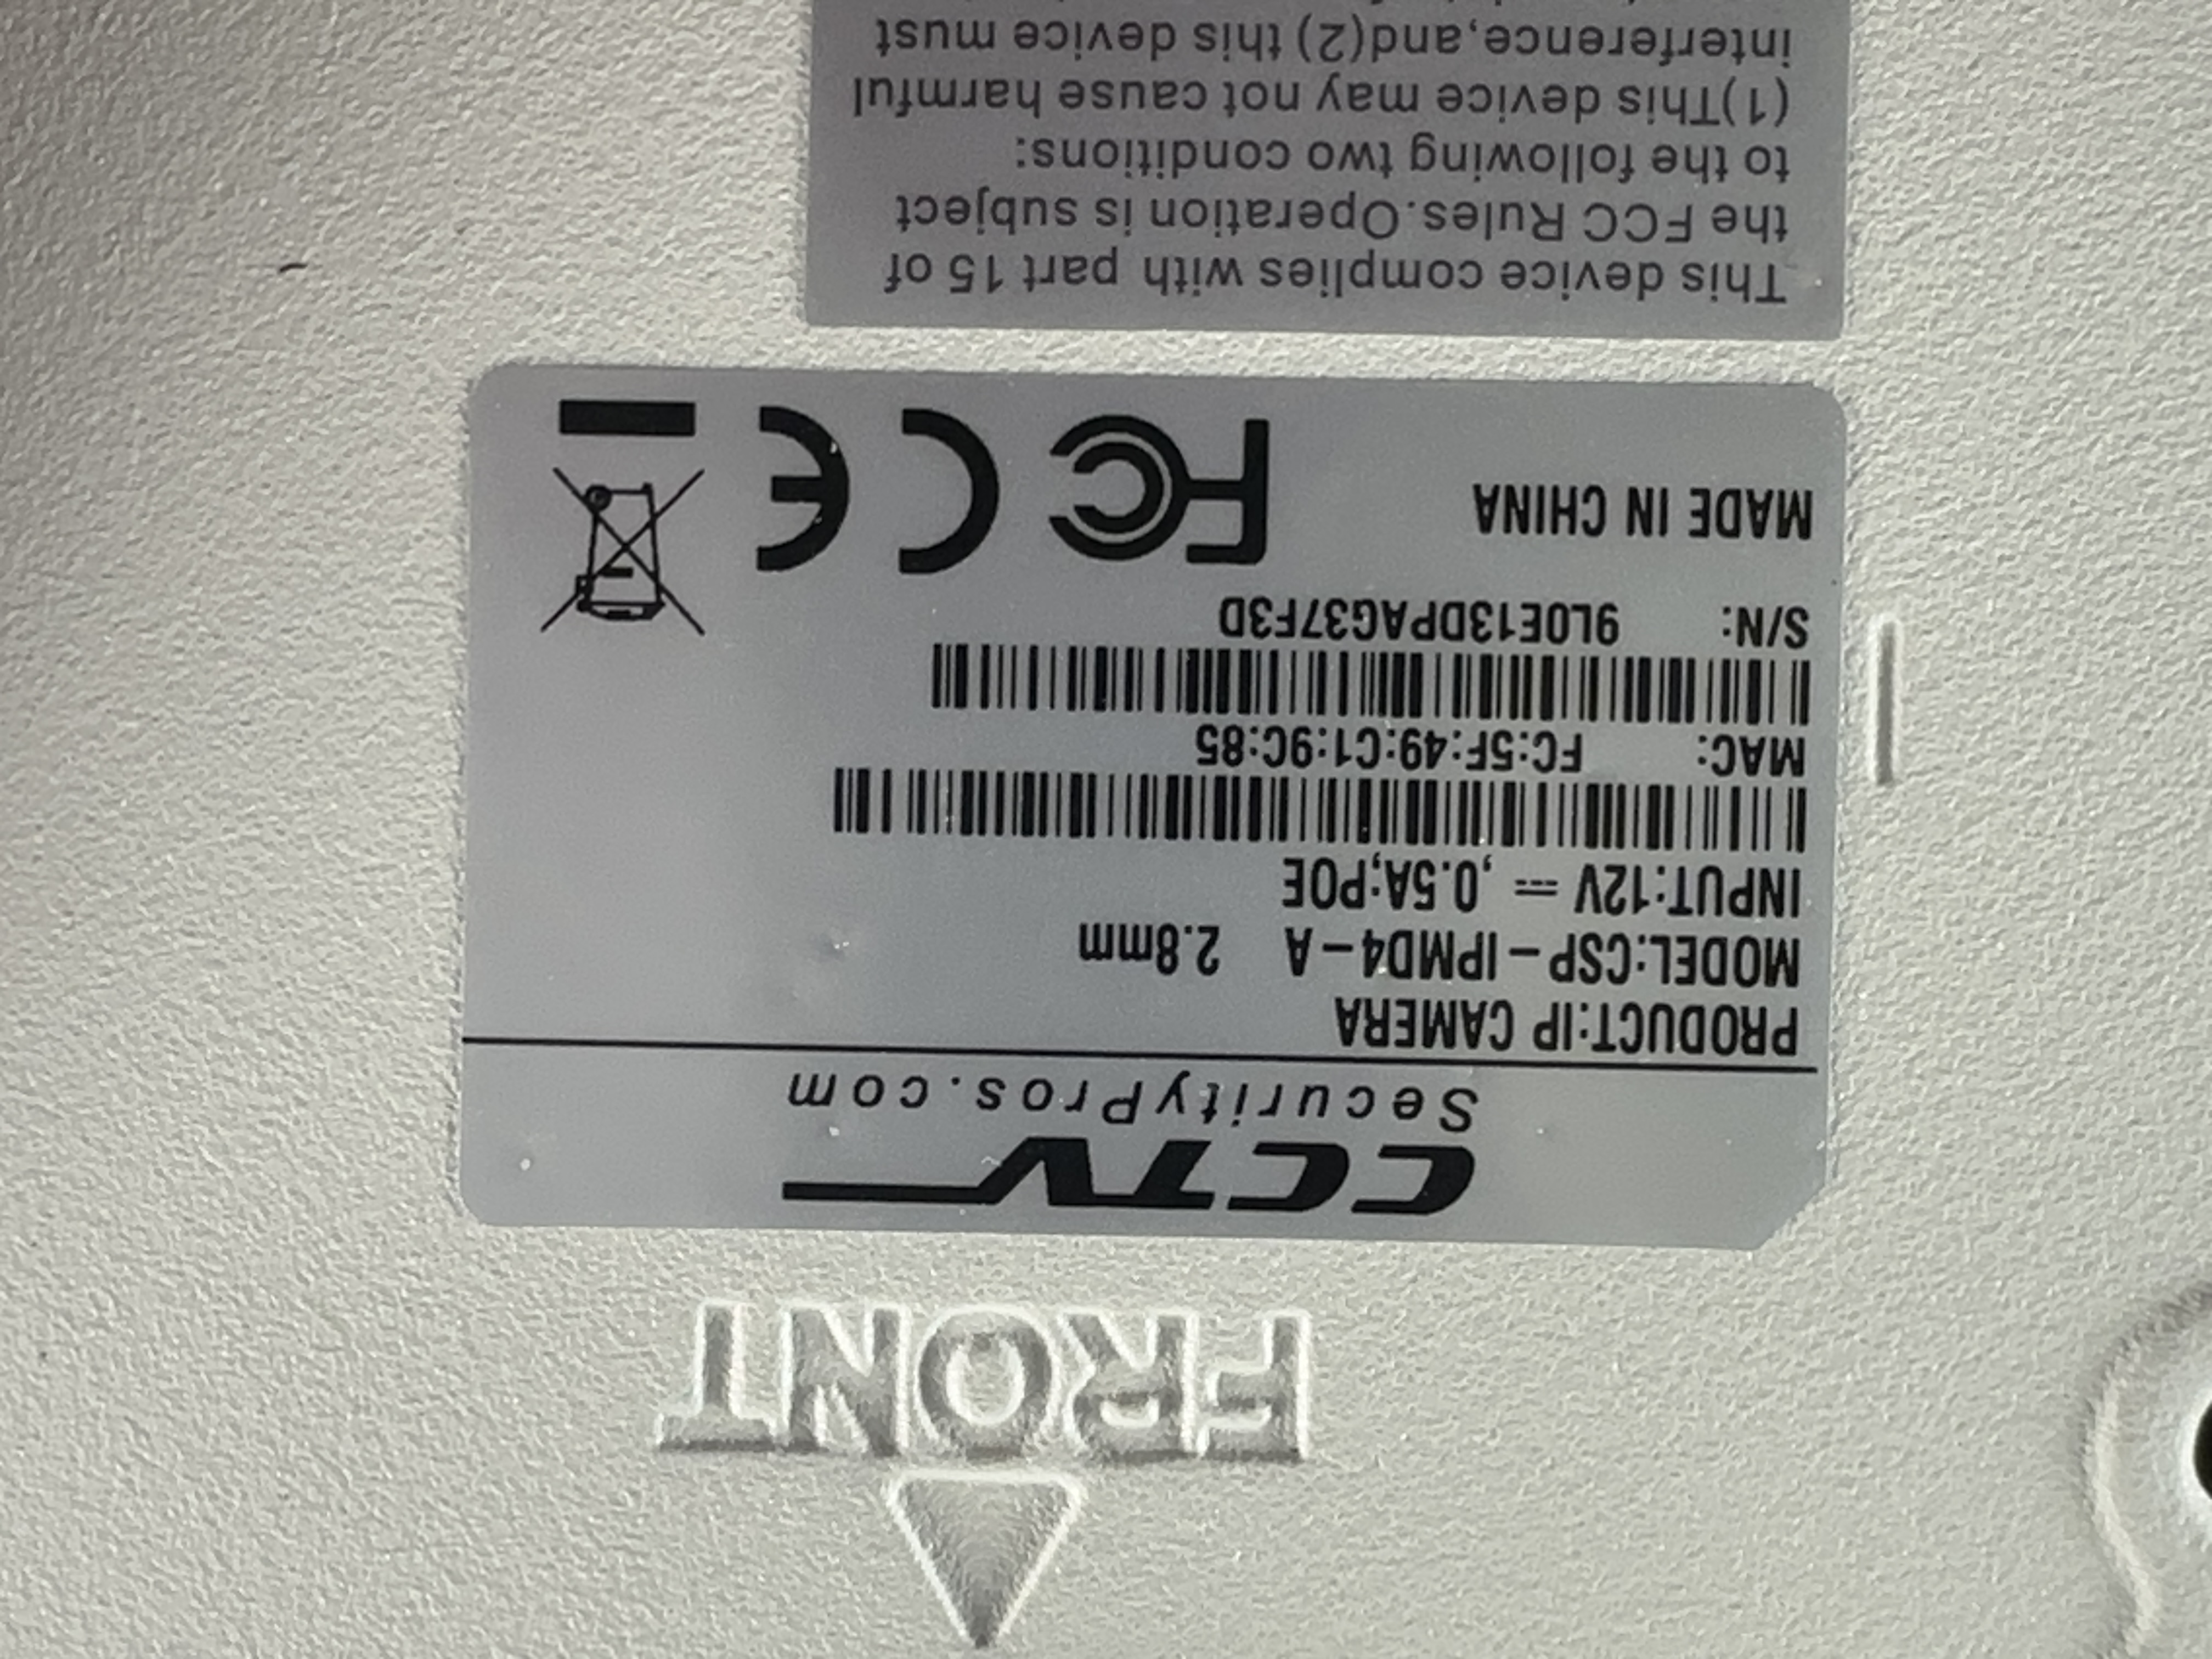 FRONT
CCTV
SecurityPros.com
PRODUCT:IP CAMERA
MODEL:CSP-IPMD4-A 2.8mm
INPUT:12V ⎓ ,0.5A;POE
MAC: FC:5F:49:C1:9C:85
S/N: 9L0E13DPAG37F3D
MADE IN CHINA
FC CE
This device complies with part 15 of
the FCC Rules.Operation is subject
to the following two conditions:
(1)This device may not cause harmful
interference,and(2) this device must